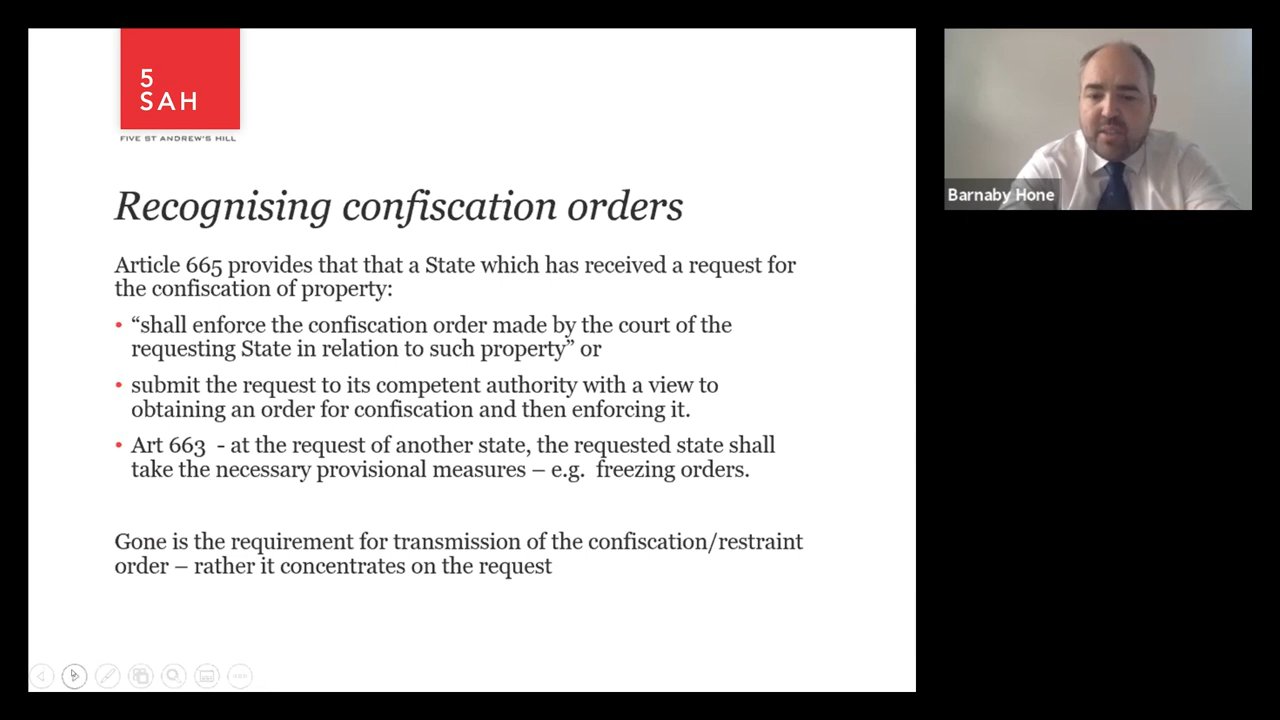 5
SAH
FIVE ST ANDREW'S HILL
Recognising confiscation orders
Article 665 provides that that a State which has received a request for
the confiscation of property:
• “shall enforce the confiscation order made by the court of the
requesting State in relation to such property” or
• submit the request to its competent authority with a view to
obtaining an order for confiscation and then enforcing it.
• Art 663 - at the request of another state, the requested state shall
take the necessary provisional measures – e.g. freezing orders.
Gone is the requirement for transmission of the confiscation/restraint
order – rather it concentrates on the request
Barnaby Hone